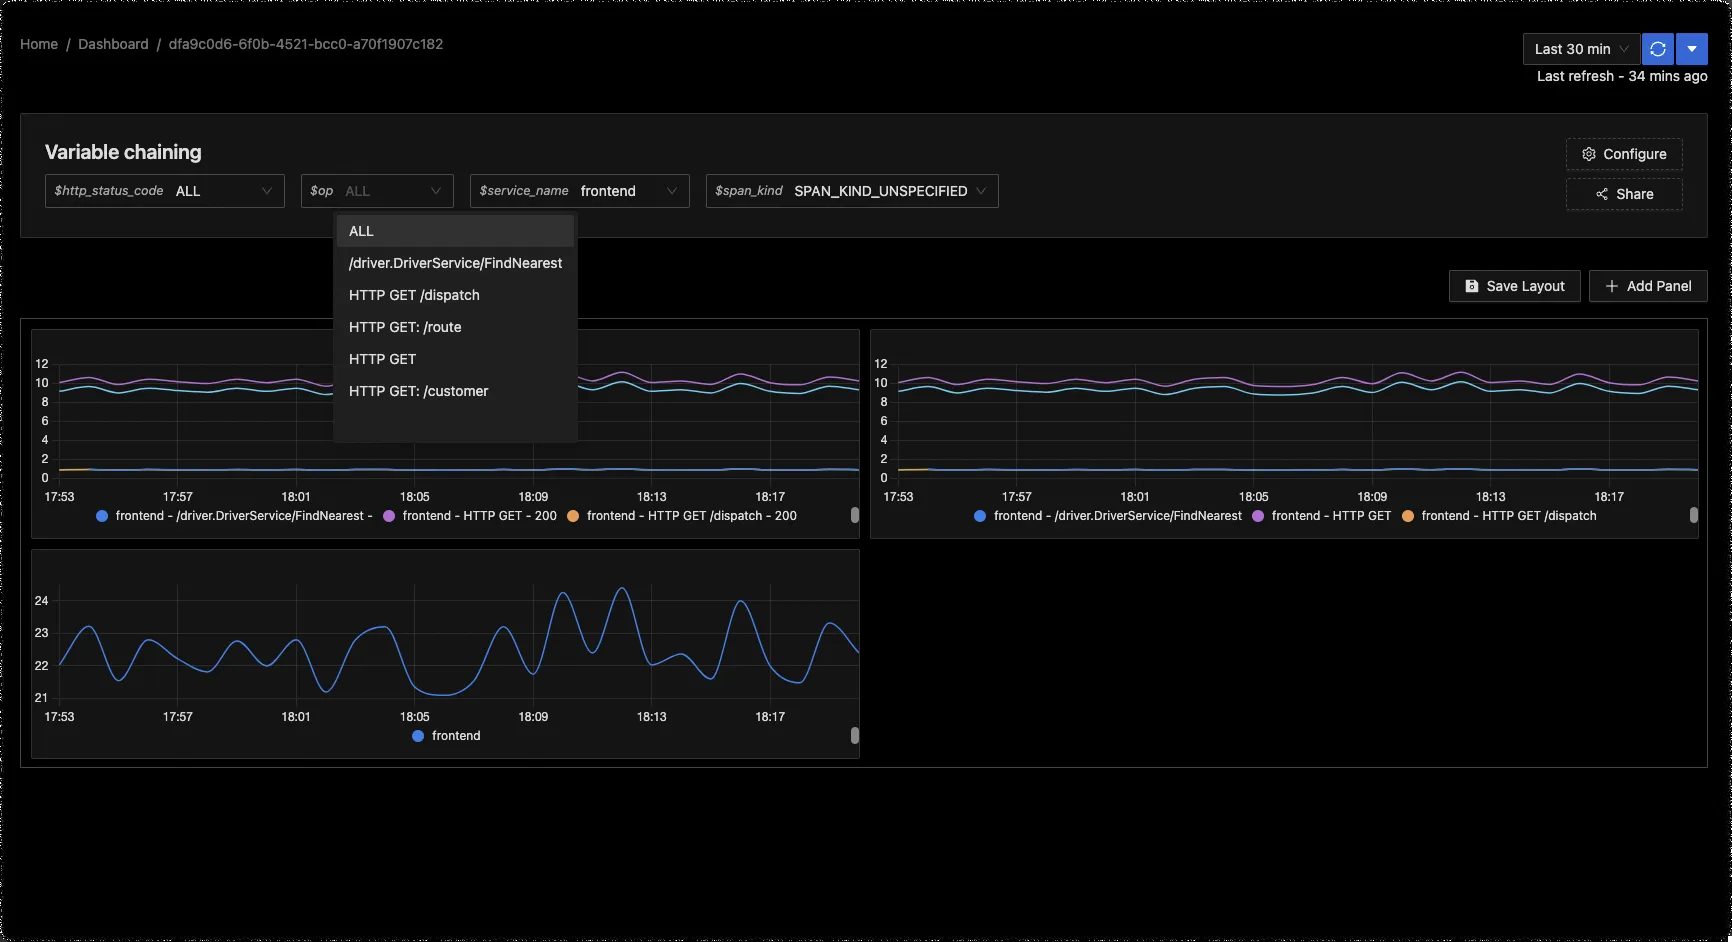 Home / Dashboard / dfa9c0d6-6f0b-4521-bcc0-a70f1907c182
Last 30 min
Last refresh - 34 mins ago
Variable chaining
$http_status_code ALL
$op ALL
$service_name frontend
$span_kind SPAN_KIND_UNSPECIFIED
Configure
Share
ALL
/driver.DriverService/FindNearest
HTTP GET /dispatch
HTTP GET: /route
HTTP GET
HTTP GET: /customer
Save Layout
Add Panel
12
10
8
6
4
2
0
17:53 17:57 18:01 18:05 18:09 18:13 18:17
frontend - /driver.DriverService/FindNearest - frontend - HTTP GET - 200 frontend - HTTP GET /dispatch - 200
12
10
8
6
4
2
0
17:53 17:57 18:01 18:05 18:09 18:13 18:17
frontend - /driver.DriverService/FindNearest frontend - HTTP GET frontend - HTTP GET /dispatch
24
23
22
21
17:53 17:57 18:01 18:05 18:09 18:13 18:17
frontend